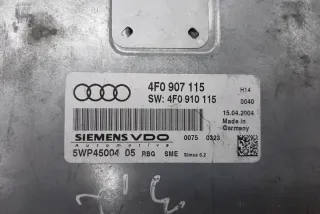 4F0 907 115
SW: 4F0 910 115
H14
0040
15.04.2004
Made in
Germany
SIEMENS VDO
Automotive
0075 0323
5WP45004 05 RBG SME Simos 6.2